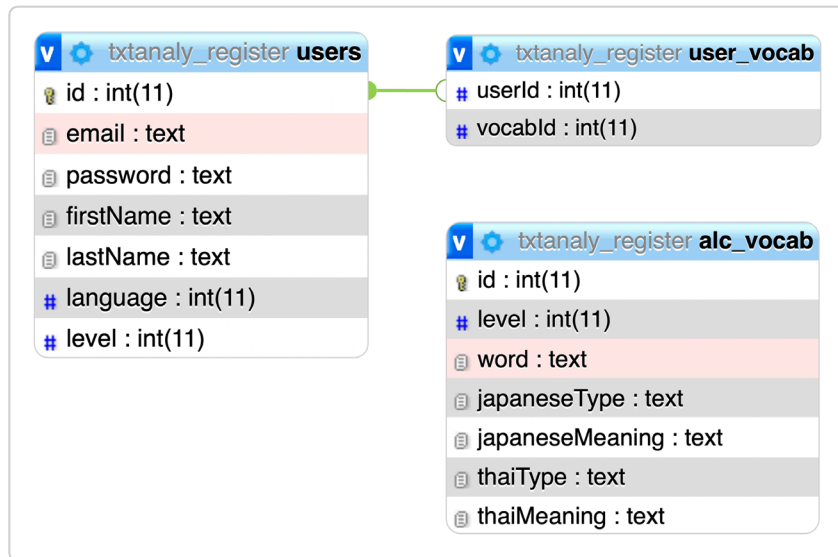 v txtanaly_register users
id : int(11)
email : text
password : text
firstName : text
lastName : text
# language : int(11)
# level : int(11)
v txtanaly_register user_vocab
# userId : int(11)
# vocabId : int(11)
v txtanaly_register alc_vocab
id : int(11)
# level : int(11)
word : text
japaneseType : text
japaneseMeaning : text
thaiType : text
thaiMeaning : text